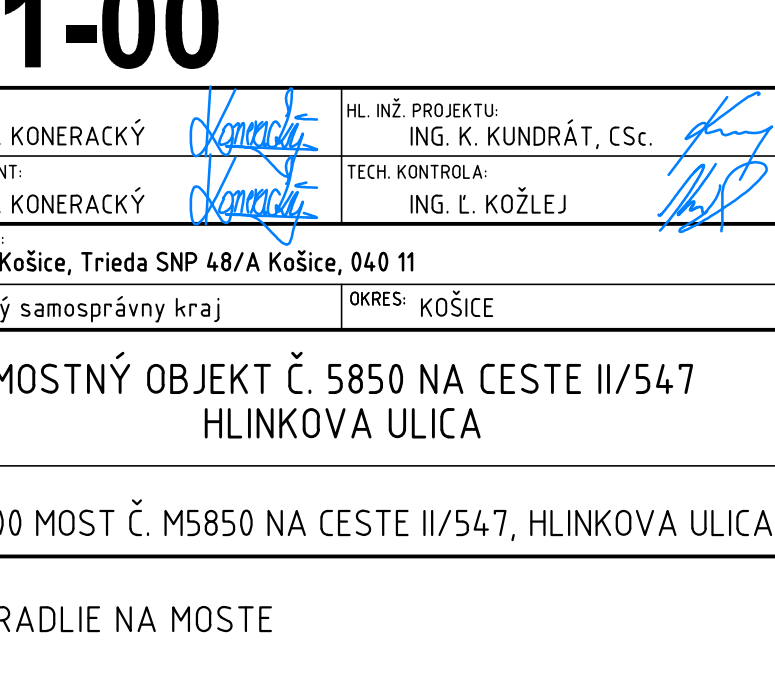 1-00
HL. INŽ. PROJEKTU:
. KONERACKÝ Koneracký ING. K. KUNDRÁT, CSc.
NT: TECH. KONTROLA:
. KONERACKÝ Koneracký ING. Ľ. KOŽLEJ
:
Košice, Trieda SNP 48/A Košice, 040 11
ý samosprávny kraj OKRES: KOŠICE
MOSTNÝ OBJEKT Č. 5850 NA CESTE II/547
HLINKOVA ULICA
00 MOST Č. M5850 NA CESTE II/547, HLINKOVA ULICA
RADLIE NA MOSTE